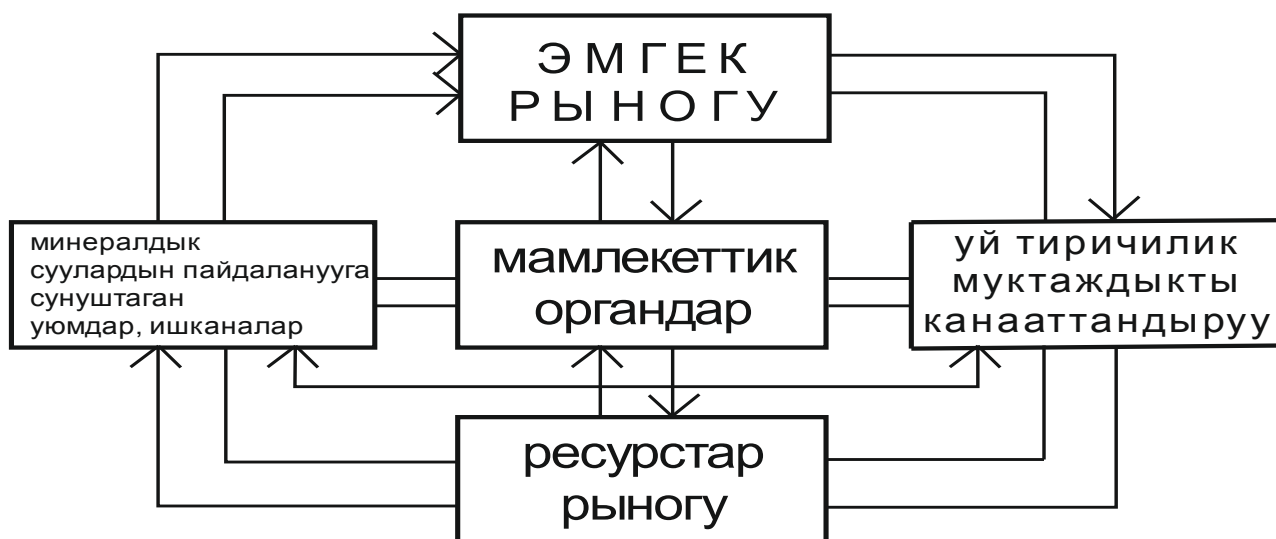 ЭМГЕК
РЫНОГУ
минералдык
суулардын пайдаланууга
сунуштаган
уюмдар, ишканалар
мамлекеттик
органдар
уй тиричилик
муктаждыкты
канааттандыруу
ресурстар
рыногу